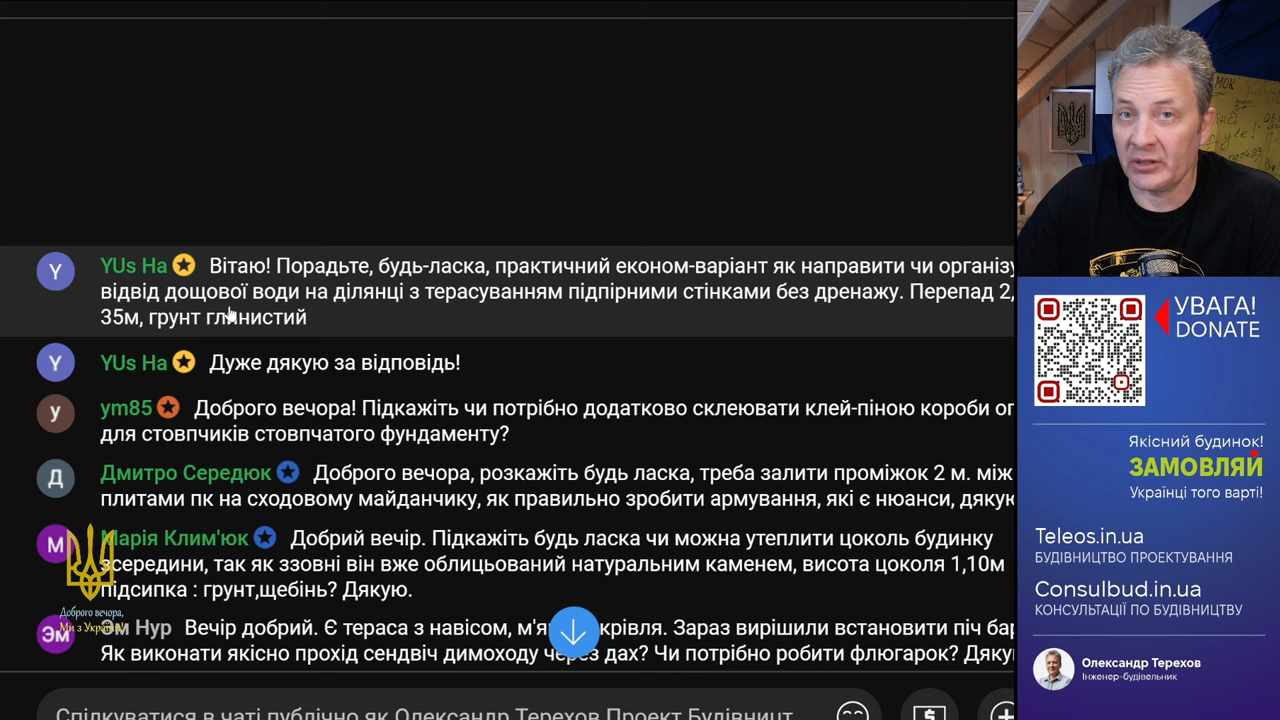 YUs Ha Вітаю! Порадьте, будь-ласка, практичний економ-варіант як направити чи
відвід дощової води на ділянці з терасуванням підпірними стінками без дренажу. Перепад 2,
35м, грунт глинистий
YUs Ha Дуже дякую за відповідь!
ym85 Доброго вечора! Підкажіть чи потрібно додатково склеювати клей-піною короби
для стовпчиків стовпчатого фундаменту?
Дмитро Середюк Доброго вечора, розкажіть будь ласка, треба залити проміжок 2 м. між
плитами пк на сходовому майданчику, як правильно зробити армування, які є нюанси,
Марія Клим'юк Добрий вечір. Підкажіть будь ласка чи можна утеплити цоколь будинку
зсередини, так як ззовні він вже облицьований натуральним каменем, висота цоколя 1,10м
підсипка : грунт,щебінь? Дякую.
Эм Нур Вечір добрий. Є тераса з навісом, крівля. Зараз вирішили встановити піч
Як виконати якісно прохід сендвіч димоходу через дах? Чи потрібно робити флюгарок?
Спілкуватися в чаті публічно як Олександр Терехов Проект Будівницт
Y
Y
y
Д
М
ЭМ
Доброго вечора,
Ми з України!
УВАГА!
DONATE
Якісний будинок!
ЗАМОВЛЯЙ
Українці того варті!
Teleos.in.ua
БУДІВНИЦТВО ПРОЕКТУВАННЯ
Consulbud.in.ua
КОНСУЛЬТАЦІЇ ПО БУДІВНИЦТВУ
Олександр Терехов
Інженер-будівельник